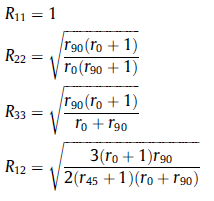 R₁₁ = 1
R₂₂ = √(r₉₀(r₀ + 1) / r₀(r₉₀ + 1))
R₃₃ = √(r₉₀(r₀ + 1) / r₀ + r₉₀)
R₁₂ = √(3(r₀ + 1)r₉₀ / 2(r₄₅ + 1)(r₀ + r₉₀))